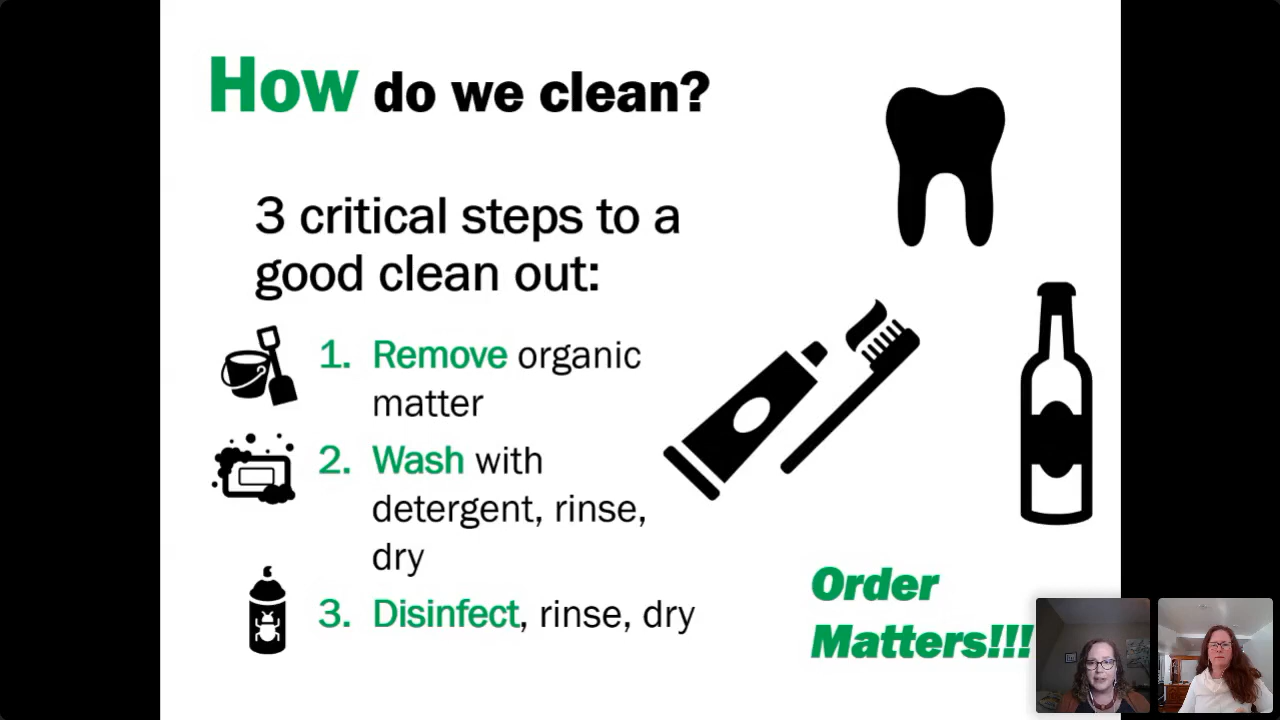 How do we clean?
3 critical steps to a
good clean out:
1. Remove organic
matter
2. Wash with
detergent, rinse,
dry
3. Disinfect, rinse, dry
Order
Matters!!!